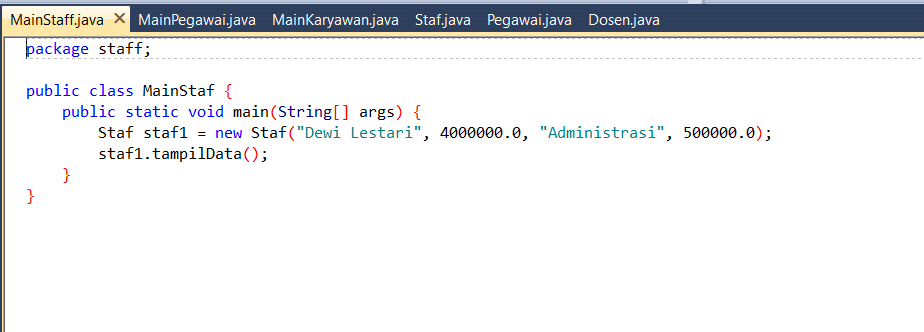 MainStaff.java MainPegawai.java MainKaryawan.java Staf.java Pegawai.java Dosen.java
package staff;
public class MainStaf {
public static void main(String[] args) {
Staf staf1 = new Staf("Dewi Lestari", 4000000.0, "Administrasi", 500000.0);
staf1.tampilData();
}
}